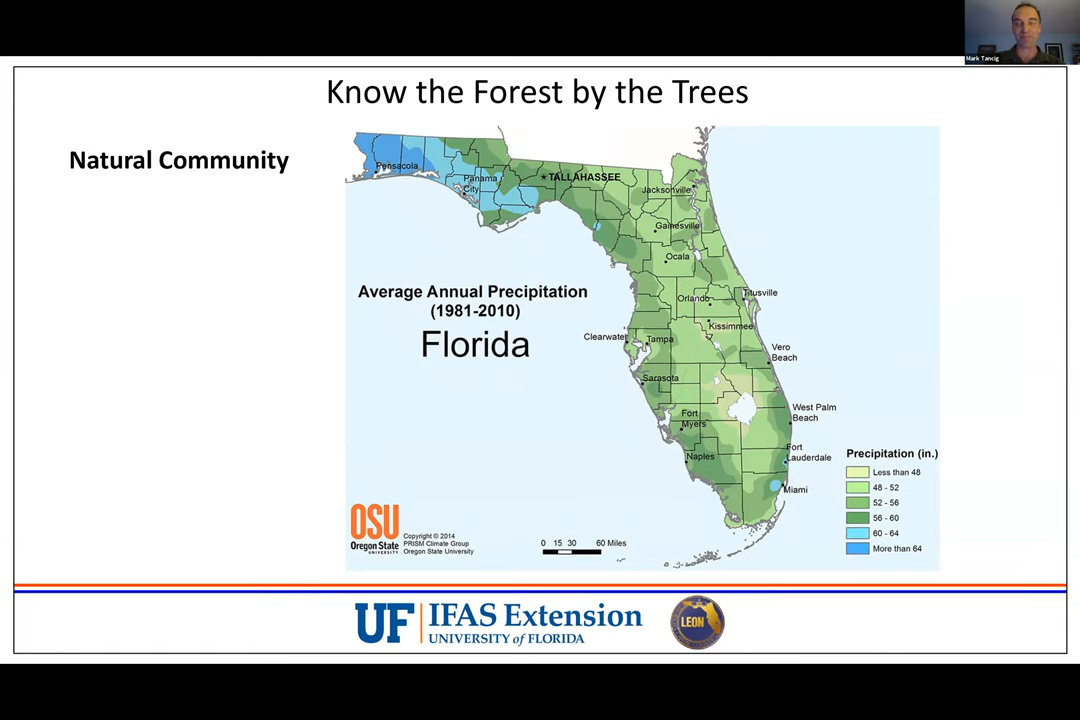 Mark Tancig
Know the Forest by the Trees
Natural Community
Pensacola
Panama
City
TALLAHASSEE
Jacksonville
Gainesville
Ocala
Average Annual Precipitation
(1981-2010)
Florida
Orlando
Titusville
Kissimmee
Clearwater
Tampa
Vero
Beach
Sarasota
Fort
Myers
West Palm
Beach
Naples
Fort
Lauderdale
Miami
Precipitation (in.)
Less than 48
48 - 52
52 - 56
56 - 60
60 - 64
More than 64
OSU
Oregon State
UNIVERSITY
Copyright © 2014
PRISM Climate Group
Oregon State University
0 15 30 60 Miles
UF IFAS Extension
UNIVERSITY of FLORIDA
LEON